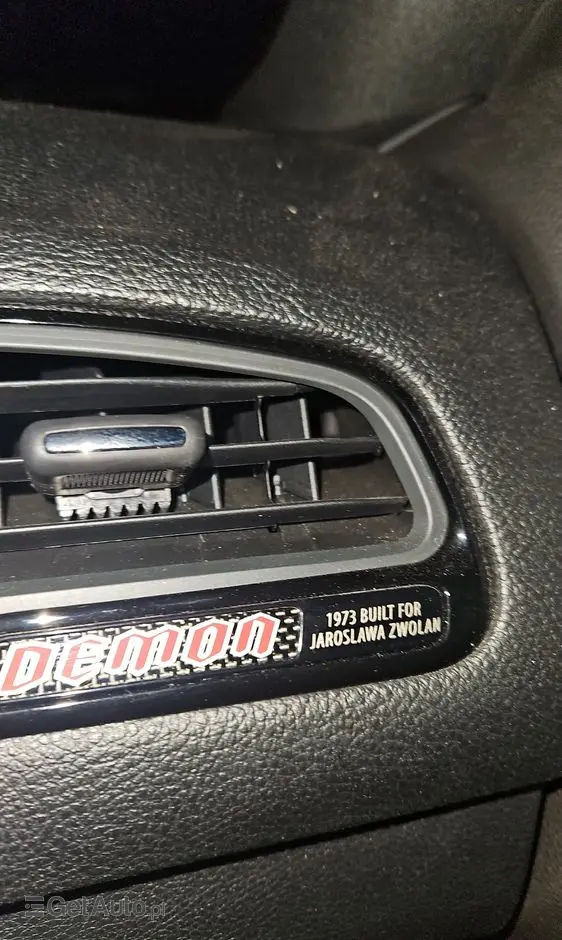 DEMON
1973 BUILT FOR
JAROSLAWA ZWOLAN
GetAuto.pl